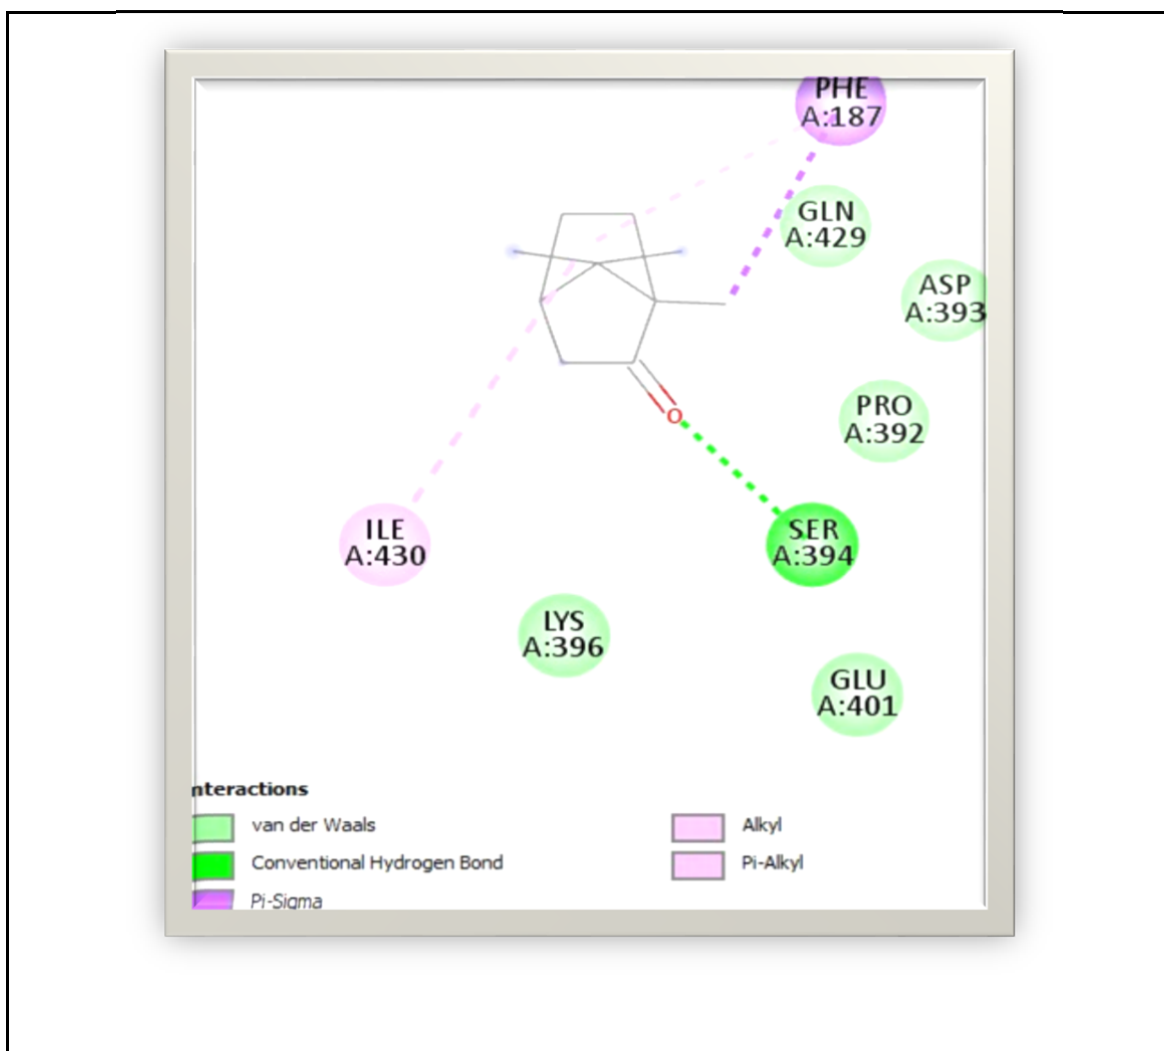 PHE
A:187
GLN
A:429
ASP
A:393
PRO
A:392
O
ILE
A:430
SER
A:394
LYS
A:396
GLU
A:401
nteractions
van der Waals
Conventional Hydrogen Bond
Pi-Sigma
Alkyl
Pi-Alkyl